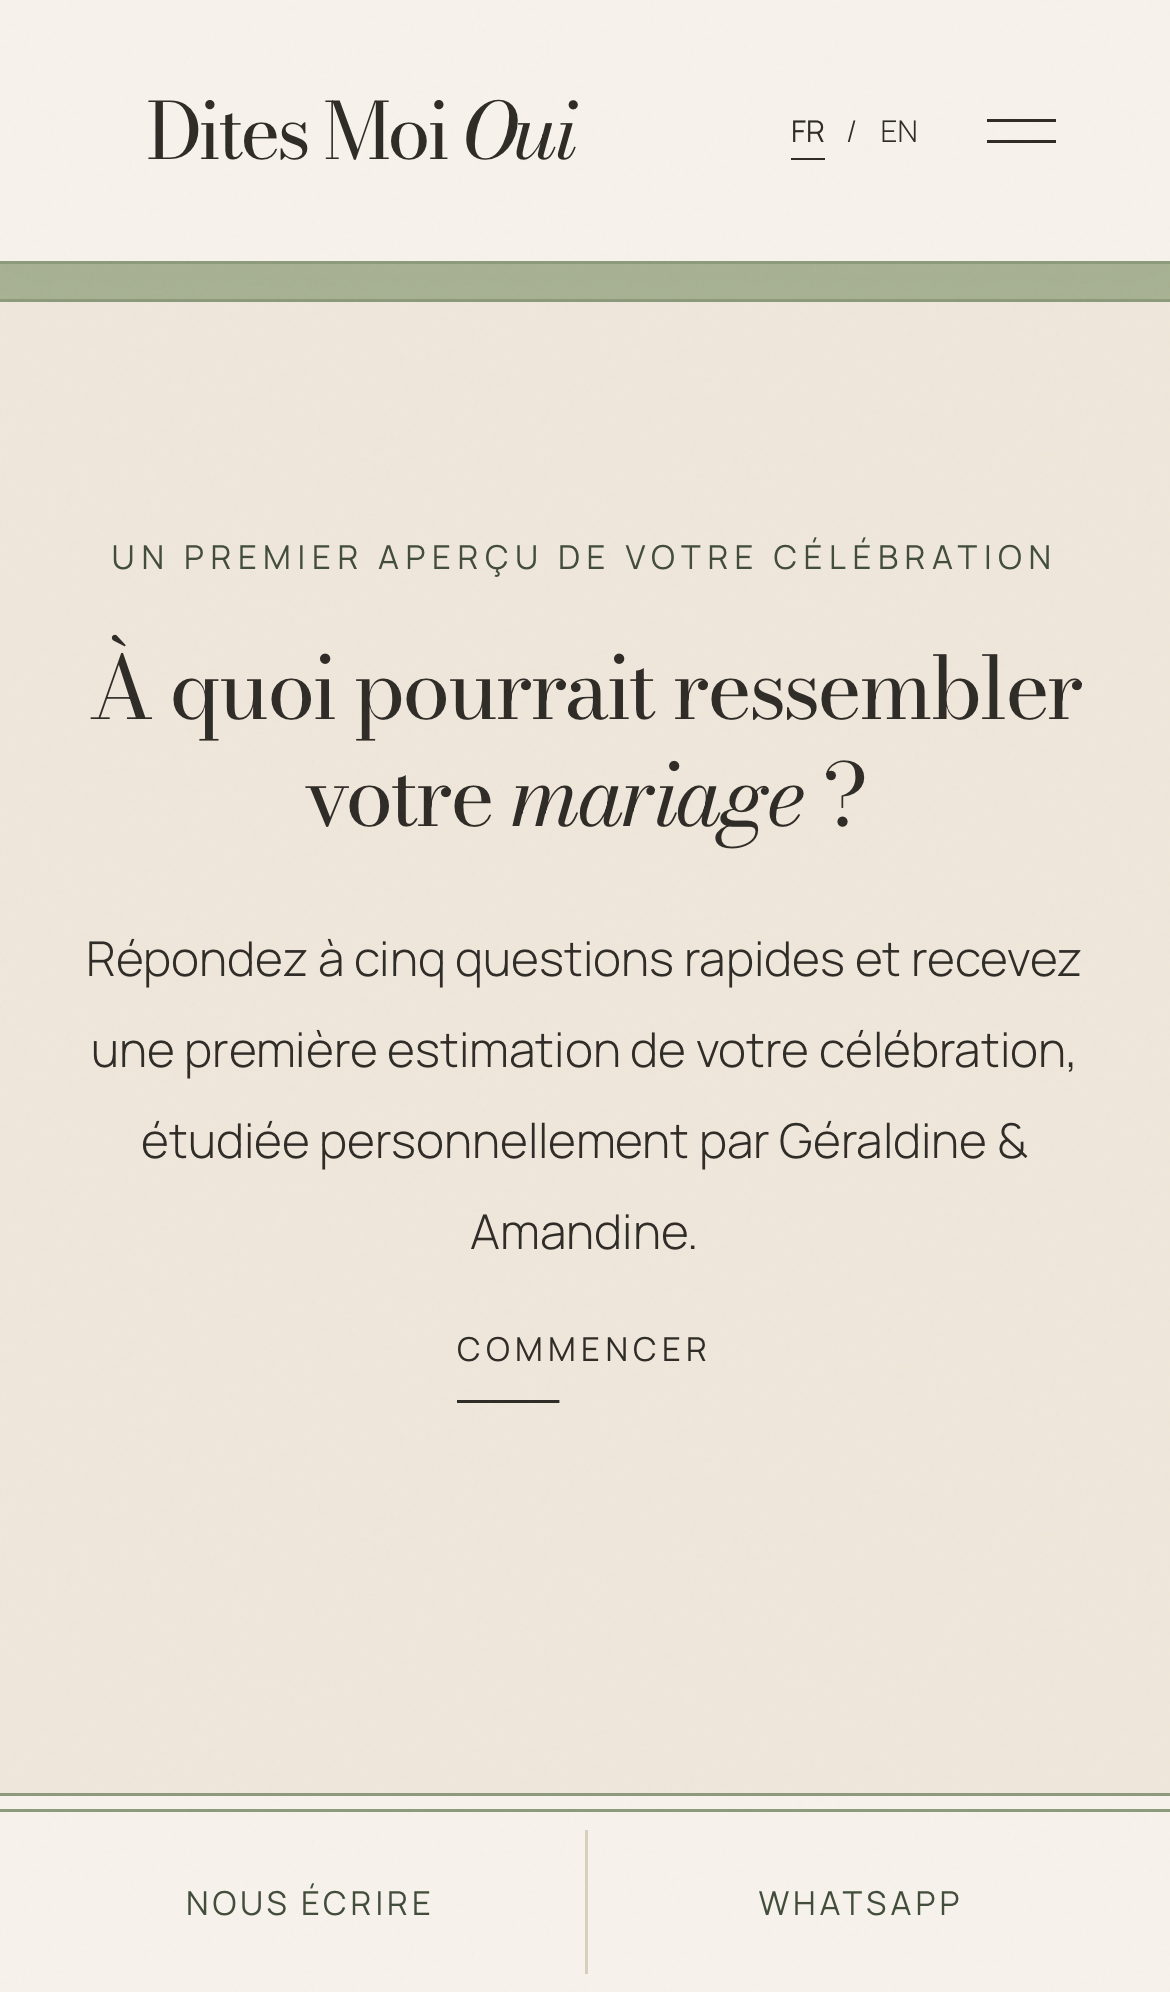 Dites Moi Oui
FR / EN
UN PREMIER APERÇU DE VOTRE CÉLÉBRATION
À quoi pourrait ressembler
votre mariage ?
Répondez à cinq questions rapides et recevez
une première estimation de votre célébration,
étudiée personnellement par Géraldine &
Amandine.
COMMENCER
NOUS ÉCRIRE
WHATSAPP